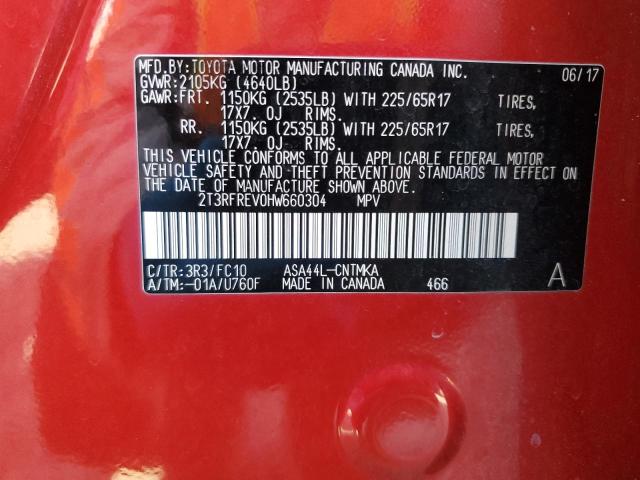 MFD. BY: TOYOTA MOTOR MANUFACTURING CANADA INC. 06/17
GVWR: 2105KG (4640LB)
GAWR: FRT. 1150KG (2535LB) WITH 225/65R17 TIRES,
17X7. 0J RIMS.
RR. 1150KG (2535LB) WITH 225/65R17 TIRES,
17X7. 0J RIMS.
THIS VEHICLE CONFORMS TO ALL APPLICABLE FEDERAL MOTOR
VEHICLE SAFETY AND THEFT PREVENTION STANDARDS IN EFFECT ON
THE DATE OF MANUFACTURE SHOWN ABOVE.
2T3RFREV0HW660304 MPV
C/TR: 3R3/FC10 ASA44L-CNTMKA A
A/TM: -01A/U760F MADE IN CANADA 466